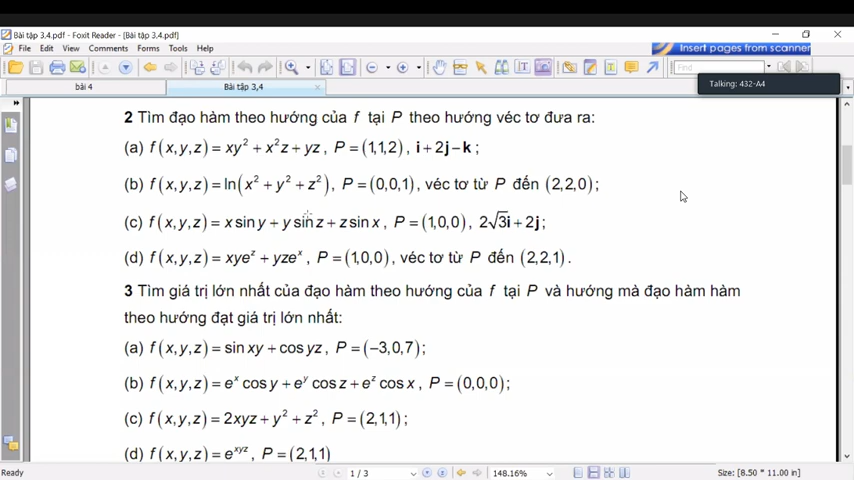 Bài tập 3,4.pdf - Foxit Reader - [Bài tập 3,4.pdf]
File Edit View Comments Forms Tools Help
Insert pages from scanner
Find
Talking: 432-A4
bài 4
Bài tập 3,4
2 Tìm đạo hàm theo hướng của f tại P theo hướng véc tơ đưa ra:
(a) f(x,y,z) = xy² + x²z + yz, P = (1,1,2), i + 2j − k;
(b) f(x,y,z) = ln(x² + y² + z²), P = (0,0,1), véc tơ từ P đến (2,2,0);
(c) f(x,y,z) = x sin y + y sin z + z sin x, P = (1,0,0), 2√3i + 2j;
(d) f(x,y,z) = xyeᶻ + yzeˣ, P = (1,0,0), véc tơ từ P đến (2,2,1).
3 Tìm giá trị lớn nhất của đạo hàm theo hướng của f tại P và hướng mà đạo hàm hàm
theo hướng đạt giá trị lớn nhất:
(a) f(x,y,z) = sin xy + cos yz, P = (−3,0,7);
(b) f(x,y,z) = eˣ cos y + eʸ cos z + eᶻ cos x, P = (0,0,0);
(c) f(x,y,z) = 2xyz + y² + z², P = (2,1,1);
(d) f(x,y,z) = eˣʸᶻ, P = (2,1,1)
Ready
1 / 3
148.16%
Size: [8.50 * 11.00 in]